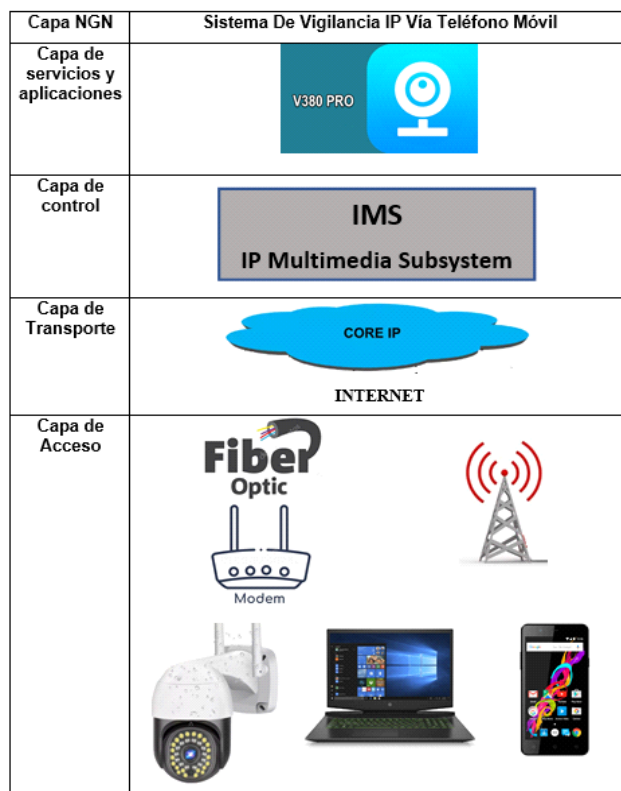 Capa NGN
Sistema De Vigilancia IP Vía Teléfono Móvil
Capa de
servicios y
aplicaciones
V380 PRO
Capa de
control
IMS
IP Multimedia Subsystem
Capa de
Transporte
CORE IP
INTERNET
Capa de
Acceso
Fiber
Optic
Modem